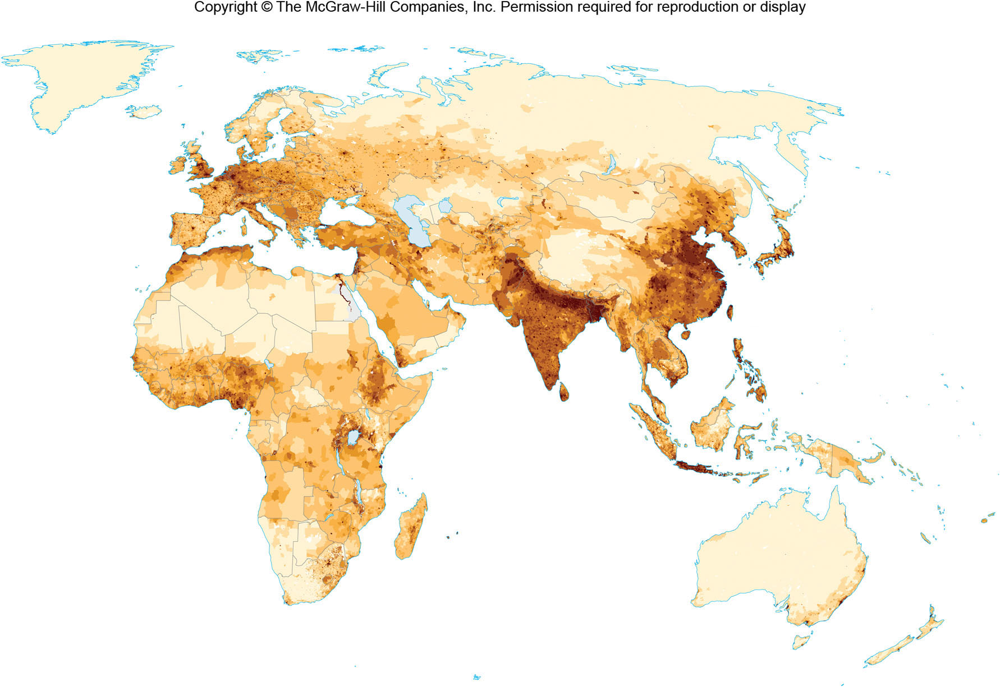 Copyright © The McGraw-Hill Companies, Inc. Permission required for reproduction or display